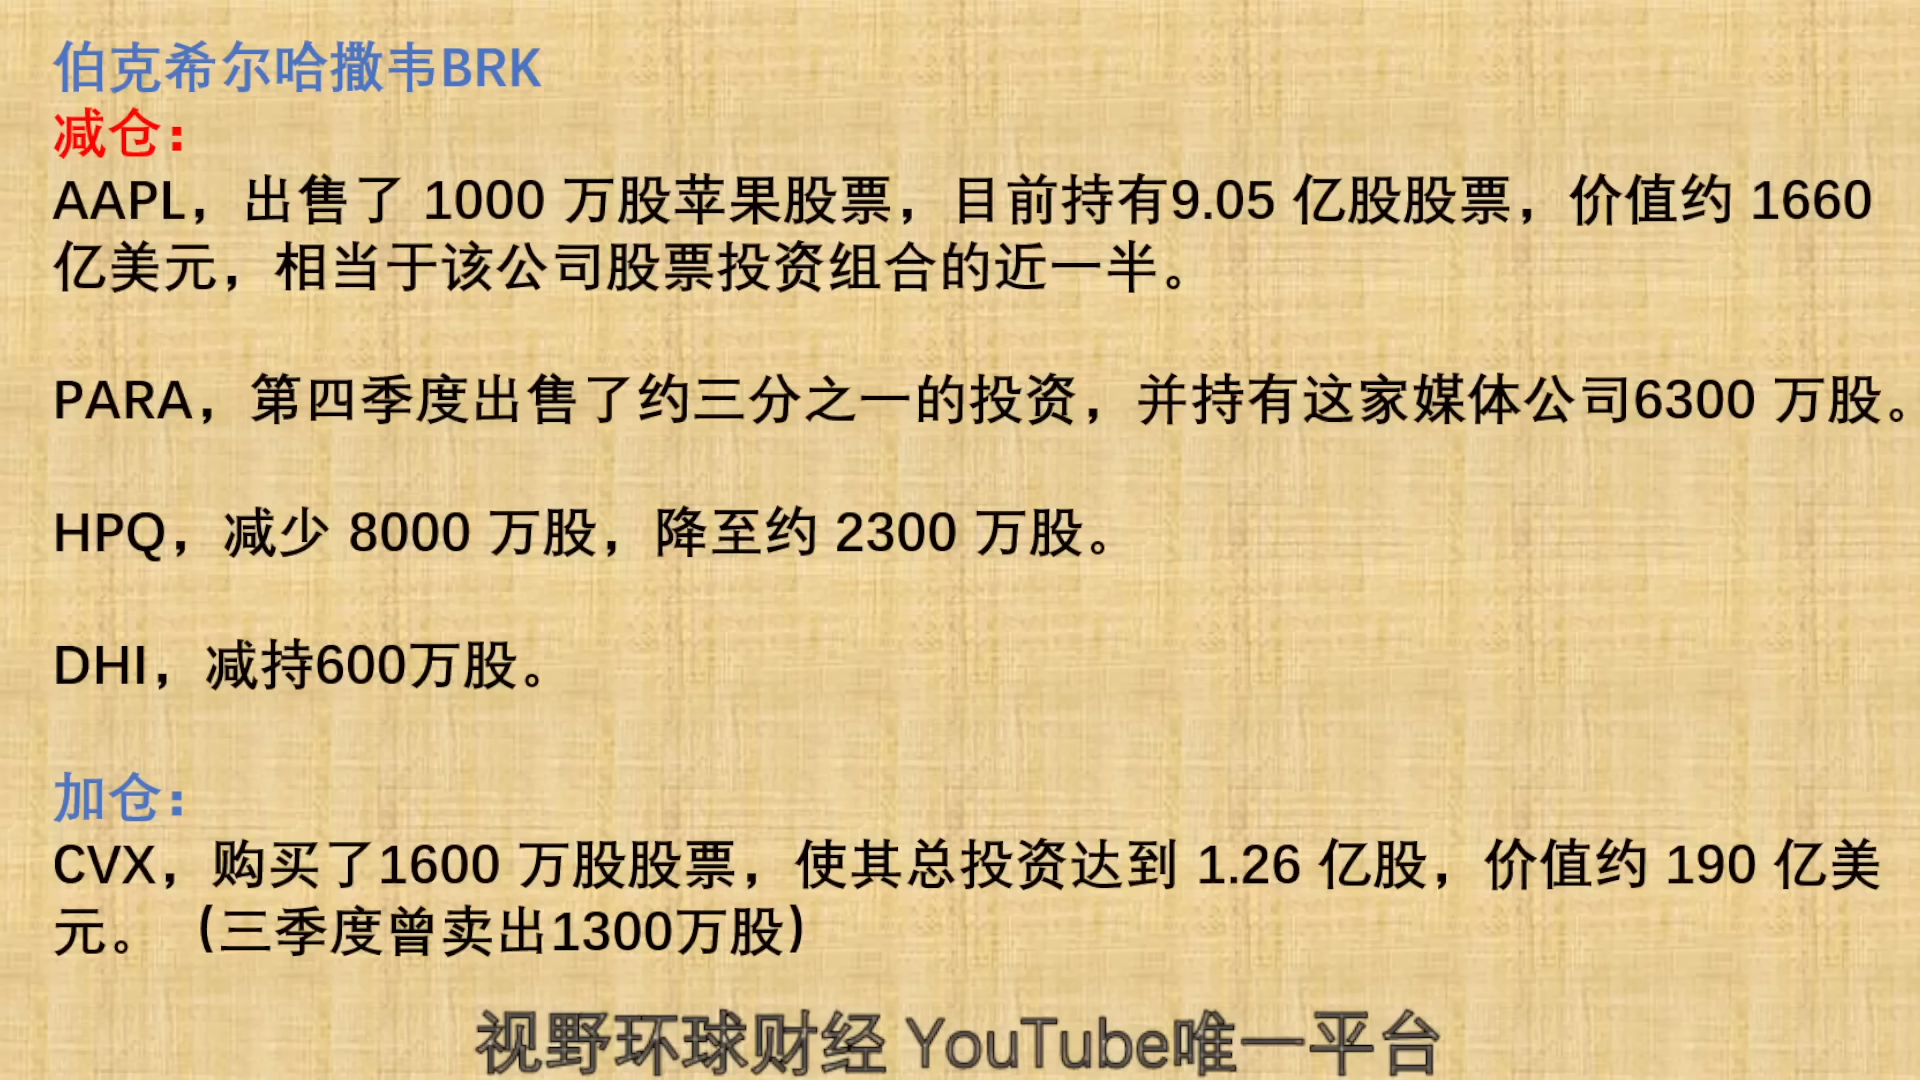 伯克希尔哈撒韦BRK
减仓：
AAPL，出售了 1000 万股苹果股票，目前持有9.05 亿股股票，价值约 1660
亿美元，相当于该公司股票投资组合的近一半。
PARA，第四季度出售了约三分之一的投资，并持有这家媒体公司6300 万股。
HPQ，减少 8000 万股，降至约 2300 万股。
DHI，减持600万股。
加仓：
CVX，购买了1600 万股股票，使其总投资达到 1.26 亿股，价值约 190 亿美
元。（三季度曾卖出1300万股）
视野环球财经 YouTube唯一平台